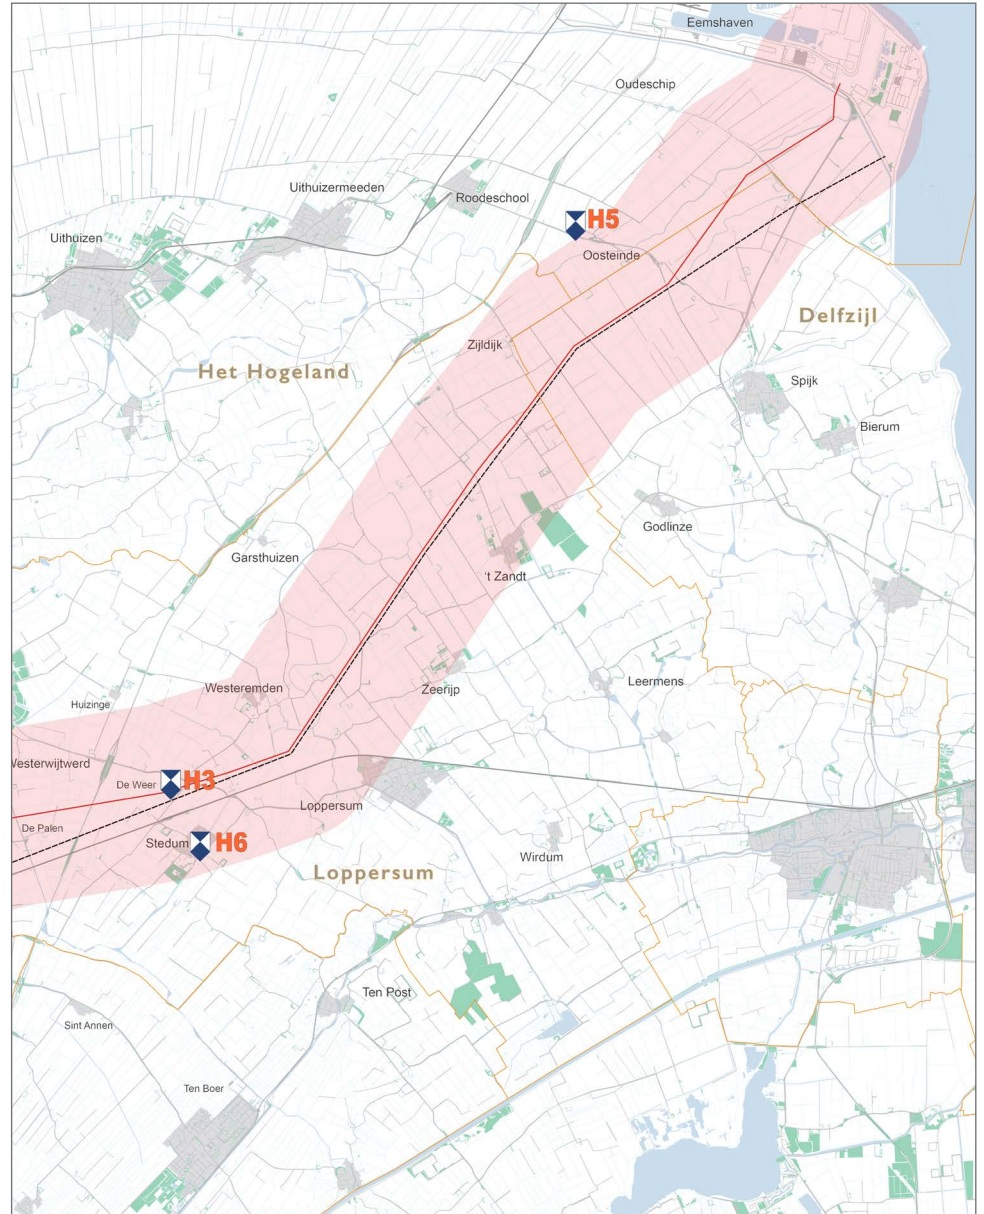 Eemshaven
Oudeschip
Uithuizermeeden
Roodeschool
H5
Uithuizen
Oosteinde
Delfzijl
Zijldijk
Het Hogeland
Spijk
Bierum
Godlinze
Garsthuizen
't Zandt
Leermens
Westeremden
Zeerijp
Huizinge
Westerwijtwerd
De Weer
H3
Loppersum
De Palen
Stedum
H6
Wirdum
Loppersum
Ten Post
Sint Annen
Ten Boer